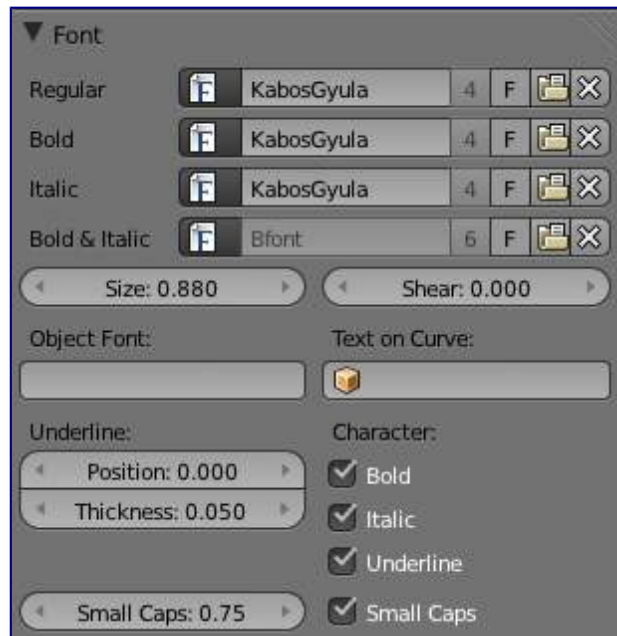 Font
Regular F KabosGyula 4 F
Bold F KabosGyula 4 F
Italic F KabosGyula 4 F
Bold & Italic F Bfont 6 F
Size: 0.880 Shear: 0.000
Object Font: Text on Curve:
Underline: Character:
Position: 0.000 Bold
Thickness: 0.050 Italic
Underline
Small Caps: 0.75 Small Caps